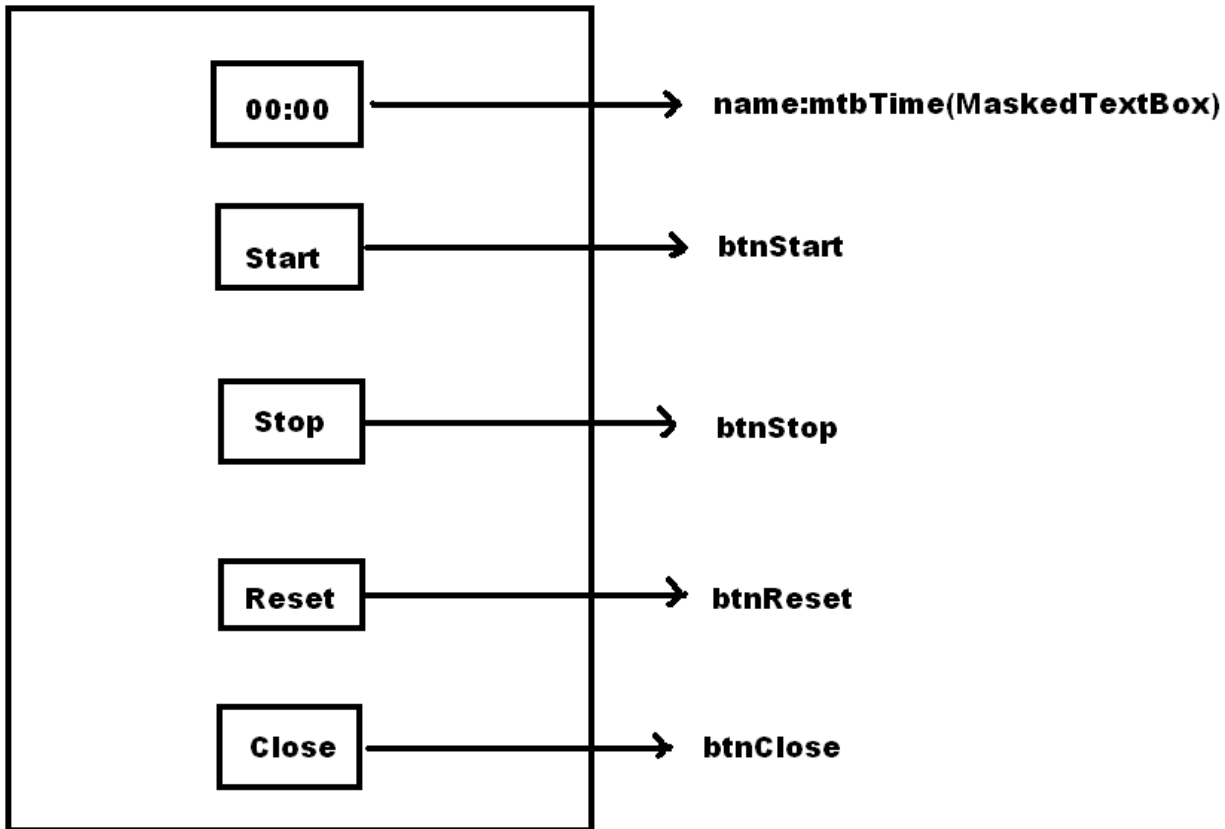 00:00 name:mtbTime(MaskedTextBox)
Start btnStart
Stop btnStop
Reset btnReset
Close btnClose